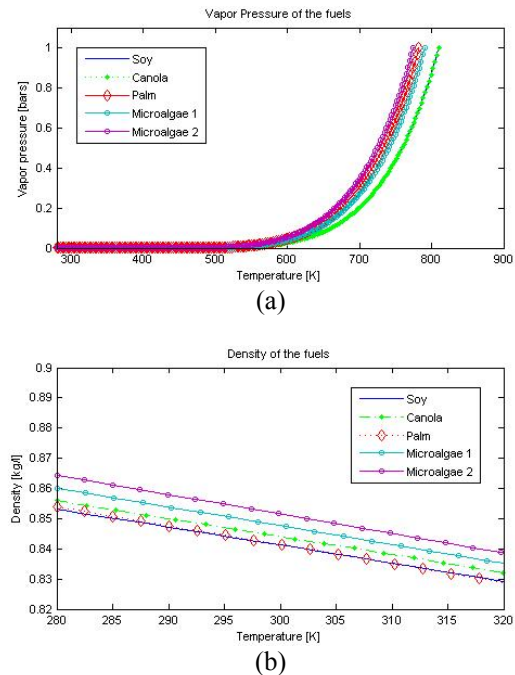 Vapor Pressure of the fuels
Vapor pressure [bars]
1
0.8
0.6
0.4
0.2
0
Soy
Canola
Palm
Microalgae 1
Microalgae 2
300 400 500 600 700 800 900
Temperature [K]
(a)
Density of the fuels
Density [kg/l]
0.9
0.89
0.88
0.87
0.86
0.85
0.84
0.83
0.82
Soy
Canola
Palm
Microalgae 1
Microalgae 2
280 285 290 295 300 305 310 315 320
Temperature [K]
(b)